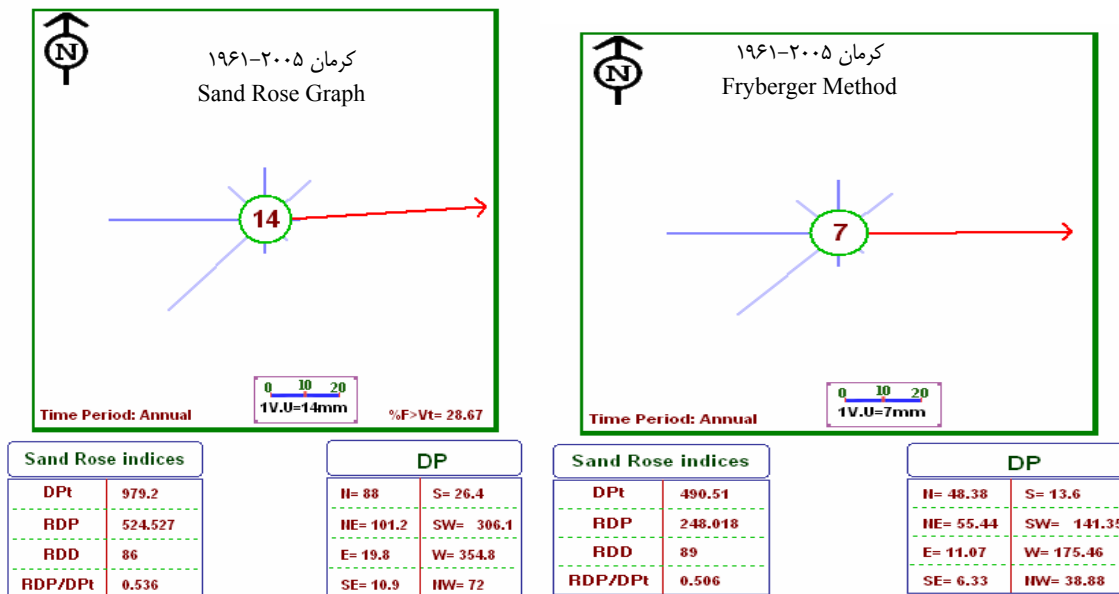 N
کرمان ۲۰۰۵-۱۹۶۱
Sand Rose Graph
14
0 10 20
1V.U=14mm
Time Period: Annual
%F>Vt= 28.67
Sand Rose indices
DPt 979.2
RDP 524.527
RDD 86
RDP/DPt 0.536
DP
N= 88 S= 26.4
NE= 101.2 SW= 306.1
E= 19.8 W= 354.8
SE= 10.9 NW= 72
N
کرمان ۲۰۰۵-۱۹۶۱
Fryberger Method
7
0 10 20
1V.U=7mm
Time Period: Annual
Sand Rose indices
DPt 490.51
RDP 248.018
RDD 89
RDP/DPt 0.506
DP
N= 48.38 S= 13.6
NE= 55.44 SW= 141.35
E= 11.07 W= 175.46
SE= 6.33 NW= 38.88